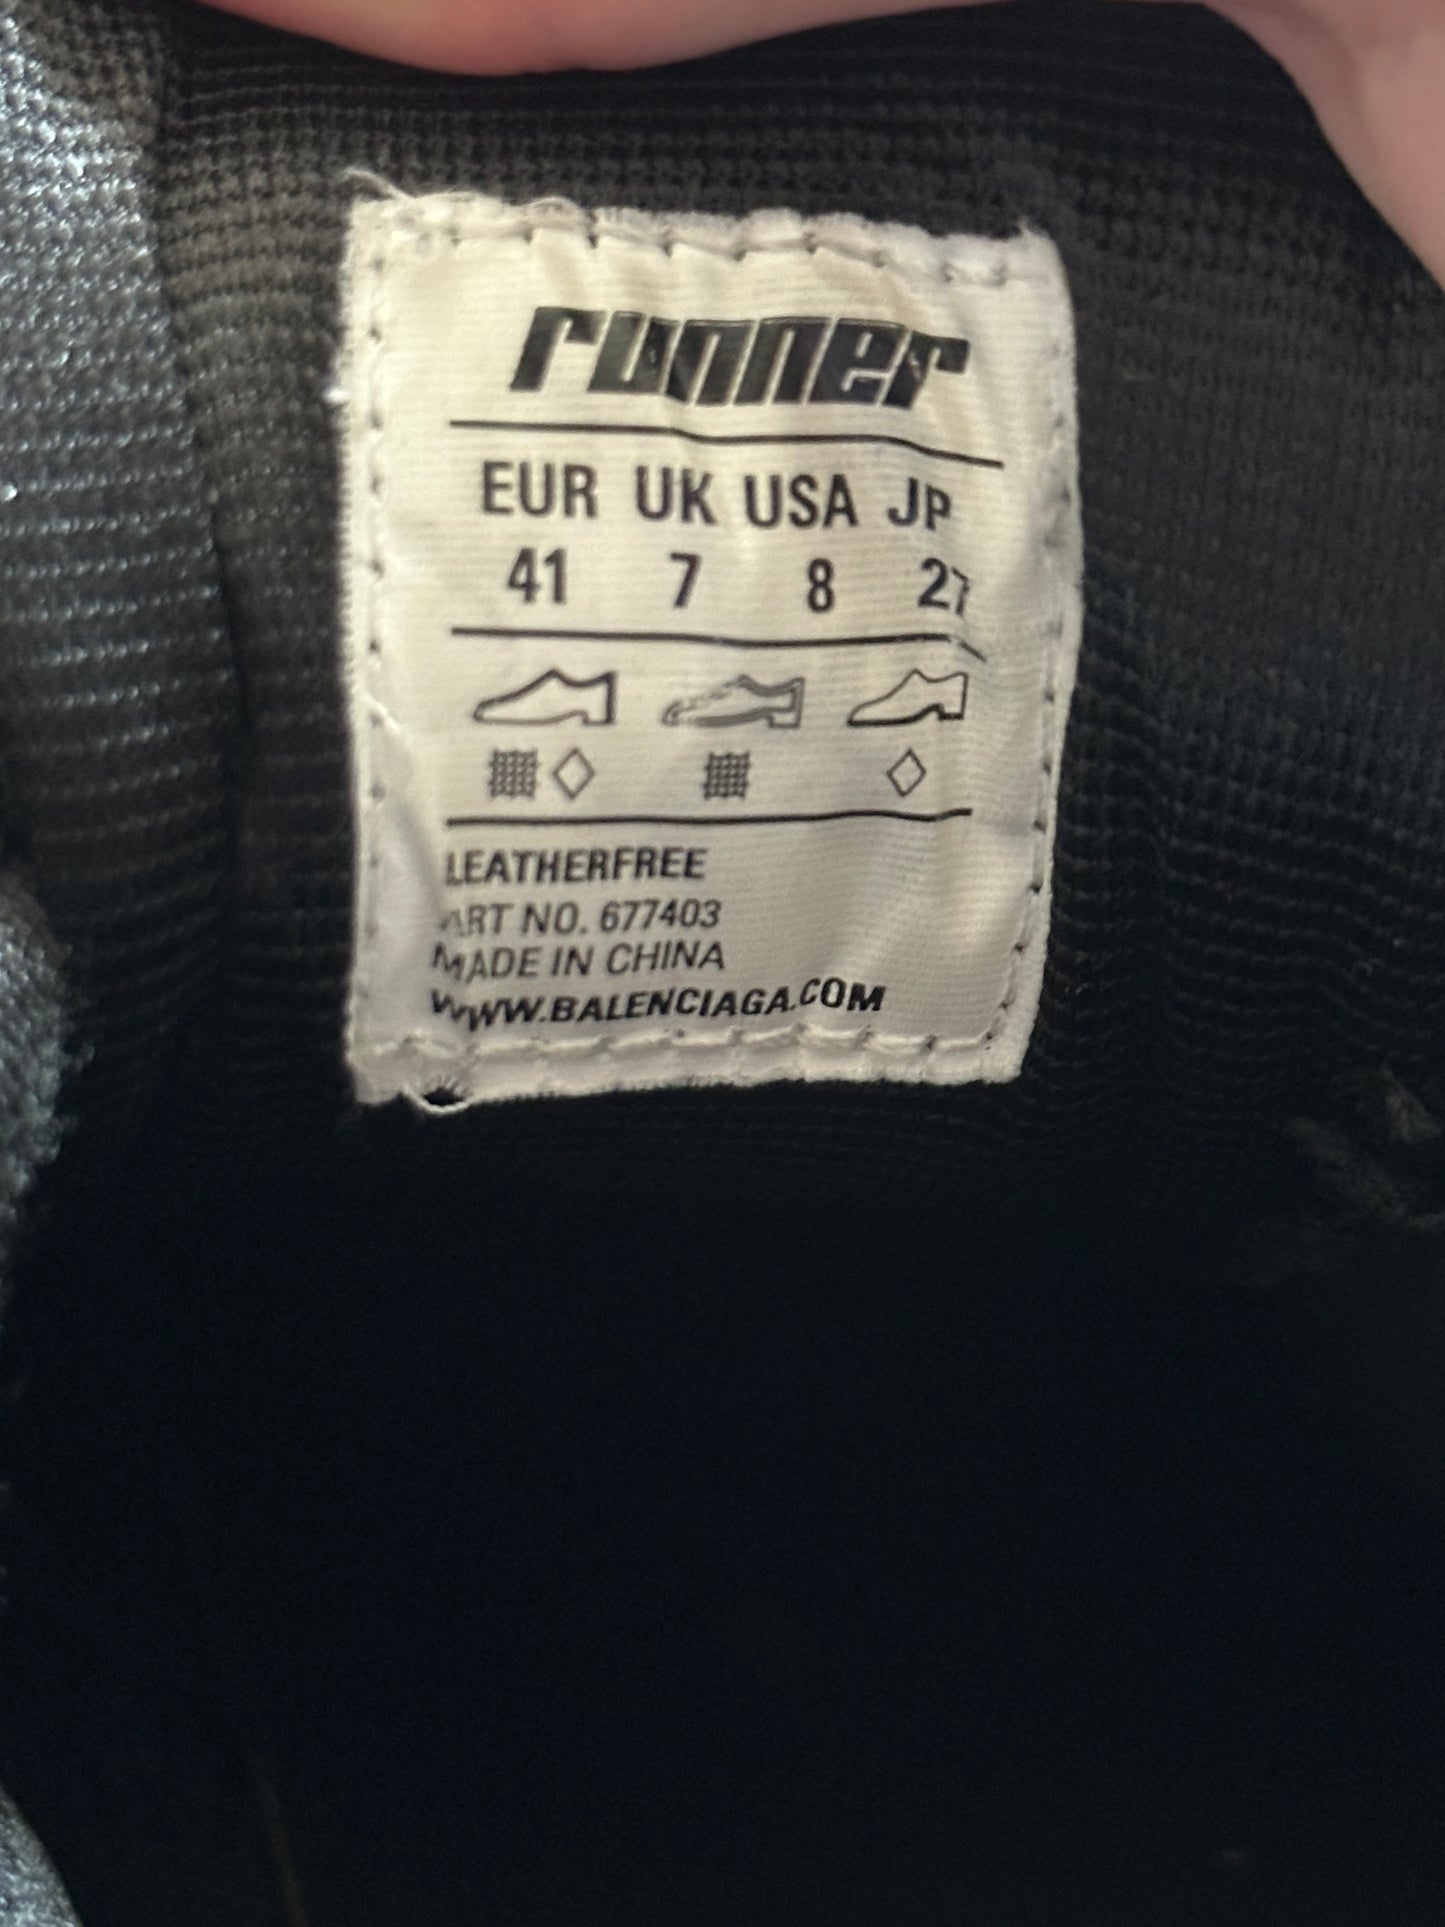 runner
EUR UK USA JP
41 7 8 27
LEATHERFREE
ART NO. 677403
MADE IN CHINA
WWW.BALENCIAGA.COM